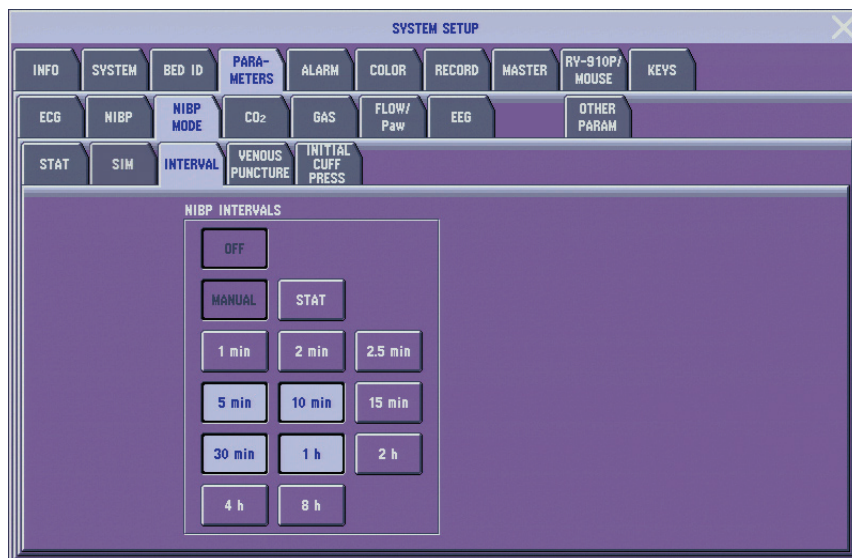 SYSTEM SETUP
INFO SYSTEM BED ID PARA-METERS ALARM COLOR RECORD MASTER RY-910P/MOUSE KEYS
ECG NIBP NIBP MODE CO₂ GAS FLOW/Paw EEG OTHER PARAM
STAT SIM INTERVAL VENOUS PUNCTURE INITIAL CUFF PRESS
NIBP INTERVALS
OFF
MANUAL STAT
1 min 2 min 2.5 min
5 min 10 min 15 min
30 min 1 h 2 h
4 h 8 h